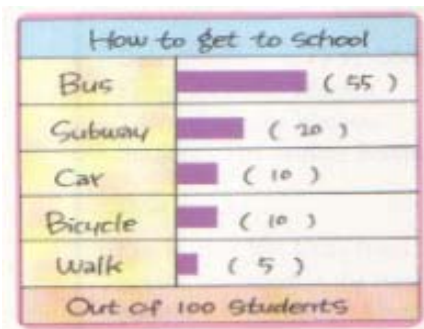 How to get to school
Bus ( 55 )
Subway ( 20 )
Car ( 10 )
Bicycle ( 10 )
Walk ( 5 )
Out of 100 students